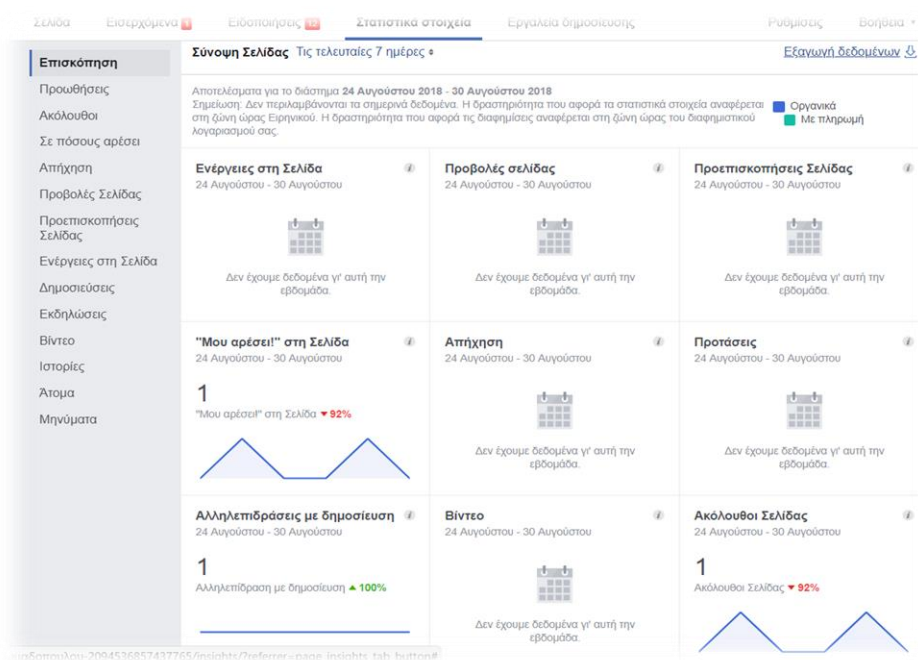 Σελίδα Εισερχόμενα 1 Ειδοποιήσεις 12 Στατιστικά στοιχεία Εργαλεία δημοσίευσης Ρυθμίσεις Βοήθεια
Σύνοψη Σελίδας Τις τελευταίες 7 ημέρες Εξαγωγή δεδομένων
Αποτελέσματα για το διάστημα 24 Αυγούστου 2018 - 30 Αυγούστου 2018
Σημείωση: Δεν περιλαμβάνονται τα σημερινά δεδομένα. Η δραστηριότητα που αφορά τα στατιστικά στοιχεία αναφέρεται
στη ζώνη ώρας Ειρηνικού. Η δραστηριότητα που αφορά τις διαφημίσεις αναφέρεται στη ζώνη ώρας του διαφημιστικού
λογαριασμού σας.
Οργανικά
Με πληρωμή
Επισκόπηση
Προωθήσεις
Ακόλουθοι
Σε πόσους αρέσει
Απήχηση
Προβολές Σελίδας
Προεπισκοπήσεις
Σελίδας
Ενέργειες στη Σελίδα
Δημοσιεύσεις
Εκδηλώσεις
Βίντεο
Ιστορίες
Άτομα
Μηνύματα
Ενέργειες στη Σελίδα
24 Αυγούστου - 30 Αυγούστου
Δεν έχουμε δεδομένα γι' αυτή την
εβδομάδα.
Προβολές σελίδας
24 Αυγούστου - 30 Αυγούστου
Δεν έχουμε δεδομένα γι' αυτή την
εβδομάδα.
Προεπισκοπήσεις Σελίδας
24 Αυγούστου - 30 Αυγούστου
Δεν έχουμε δεδομένα γι' αυτή την
εβδομάδα.
"Μου αρέσει!" στη Σελίδα
24 Αυγούστου - 30 Αυγούστου
1
"Μου αρέσει!" στη Σελίδα ▼92%
Απήχηση
24 Αυγούστου - 30 Αυγούστου
Δεν έχουμε δεδομένα γι' αυτή την
εβδομάδα.
Προτάσεις
24 Αυγούστου - 30 Αυγούστου
Δεν έχουμε δεδομένα γι' αυτή την
εβδομάδα.
Αλληλεπιδράσεις με δημοσίευση
24 Αυγούστου - 30 Αυγούστου
1
Αλληλεπίδραση με δημοσίευση ▲100%
Βίντεο
24 Αυγούστου - 30 Αυγούστου
Δεν έχουμε δεδομένα γι' αυτή την
εβδομάδα.
Ακόλουθοι Σελίδας
24 Αυγούστου - 30 Αυγούστου
1
Ακόλουθοι Σελίδας ▼92%